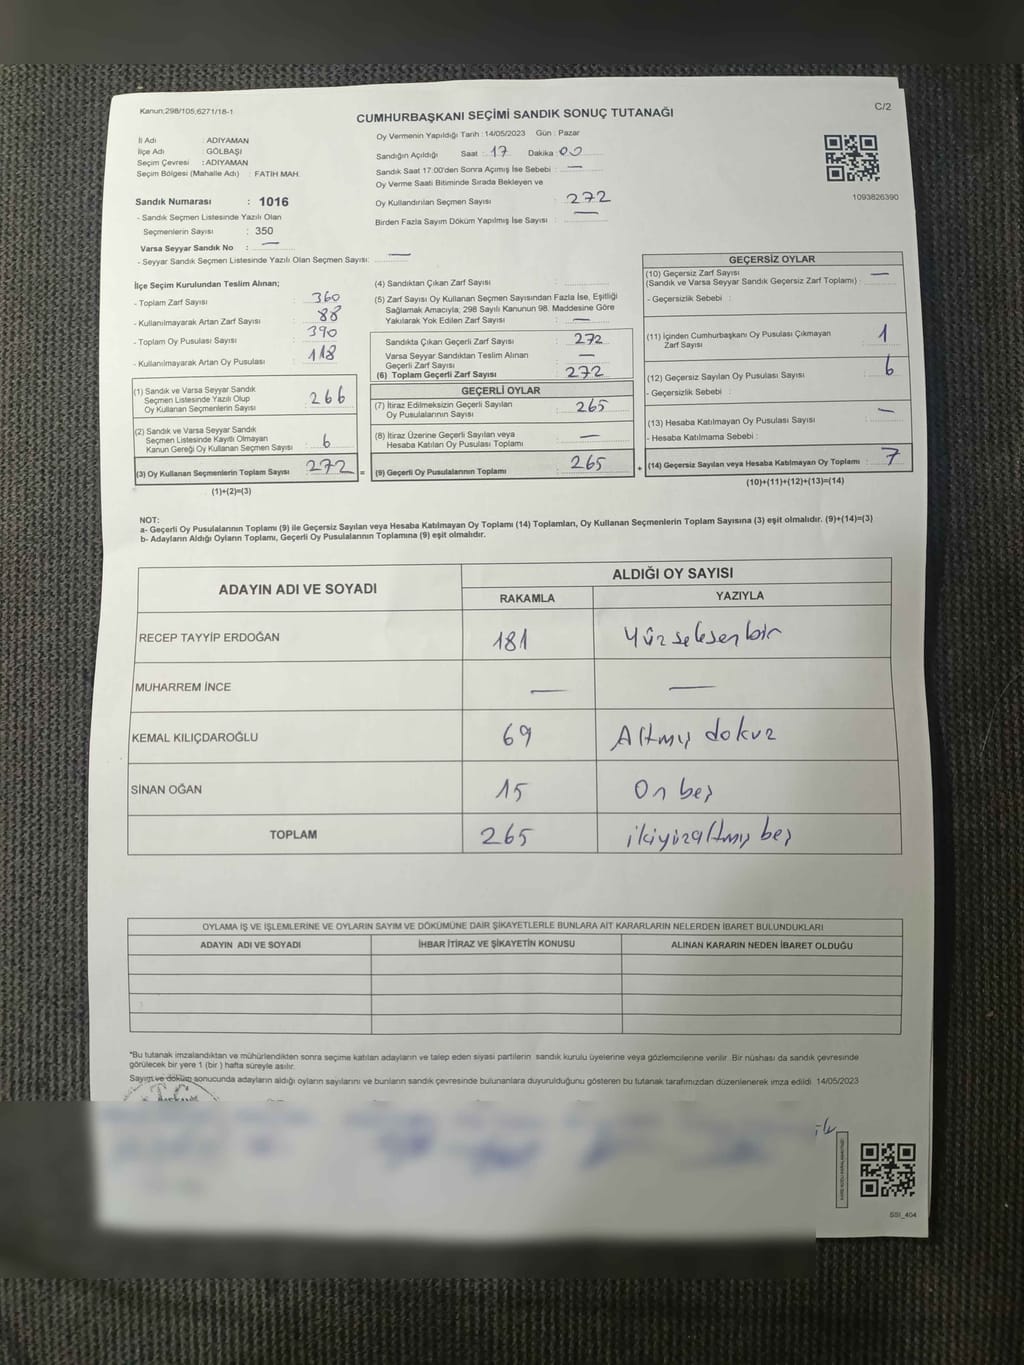 Kanun;298/105,6271/18-1
C/2
CUMHURBAŞKANI SEÇİMİ SANDIK SONUÇ TUTANAĞI
İl Adı : ADIYAMAN
İlçe Adı : GÖLBAŞI
Seçim Çevresi : ADIYAMAN
Seçim Bölgesi (Mahalle Adı) : FATİH MAH.
Sandık Numarası : 1016
- Sandık Seçmen Listesinde Yazılı Olan
Seçmenlerin Sayısı : 350
Varsa Seyyar Sandık No : —
- Seyyar Sandık Seçmen Listesinde Yazılı Olan Seçmen Sayısı: —
Oy Vermenin Yapıldığı Tarih : 14/05/2023 Gün : Pazar
Sandığın Açıldığı Saat : 17 Dakika : 00
Sandık Saat 17:00'den Sonra Açımış İse Sebebi : —
Oy Verme Saati Bitiminde Sırada Bekleyen ve
Oy Kullandırılan Seçmen Sayısı : 272
Birden Fazla Sayım Döküm Yapılmış İse Sayısı : —
1093826390
İlçe Seçim Kurulundan Teslim Alınan;
- Toplam Zarf Sayısı : 360
- Kullanılmayarak Artan Zarf Sayısı : 88
- Toplam Oy Pusulası Sayısı : 390
- Kullanılmayarak Artan Oy Pusulası : 118
(1) Sandık ve Varsa Seyyar Sandık
Seçmen Listesinde Yazılı Olup
Oy Kullanan Seçmenlerin Sayısı : 266
(2) Sandık ve Varsa Seyyar Sandık
Seçmen Listesinde Kayıtlı Olmayan
Kanun Gereği Oy Kullanan Seçmen Sayısı : 6
(3) Oy Kullanan Seçmenlerin Toplam Sayısı : 272 =
(1)+(2)=(3)
(4) Sandıktan Çıkan Zarf Sayısı :
(5) Zarf Sayısı Oy Kullanan Seçmen Sayısından Fazla İse, Eşitliği
Sağlamak Amacıyla; 298 Sayılı Kanunun 98. Maddesine Göre
Yakılarak Yok Edilen Zarf Sayısı : —
Sandıkta Çıkan Geçerli Zarf Sayısı : 272
Varsa Seyyar Sandıktan Teslim Alınan
Geçerli Zarf Sayısı : —
(6) Toplam Geçerli Zarf Sayısı : 272
GEÇERLİ OYLAR
(7) İtiraz Edilmeksizin Geçerli Sayılan
Oy Pusulalarının Sayısı : 265
(8) İtiraz Üzerine Geçerli Sayılan veya
Hesaba Katılan Oy Pusulası Toplamı : —
(9) Geçerli Oy Pusulalarının Toplamı : 265 +
GEÇERSİZ OYLAR
(10) Geçersiz Zarf Sayısı
(Sandık ve Varsa Seyyar Sandık Geçersiz Zarf Toplamı) : —
- Geçersizlik Sebebi :
(11) İçinden Cumhurbaşkanı Oy Pusulası Çıkmayan
Zarf Sayısı : 1
(12) Geçersiz Sayılan Oy Pusulası Sayısı : 6
- Geçersizlik Sebebi :
(13) Hesaba Katılmayan Oy Pusulası Sayısı : —
- Hesaba Katılmama Sebebi :
(14) Geçersiz Sayılan veya Hesaba Katılmayan Oy Toplamı : 7
(10)+(11)+(12)+(13)=(14)
NOT:
a- Geçerli Oy Pusulalarının Toplamı (9) ile Geçersiz Sayılan veya Hesaba Katılmayan Oy Toplamı (14) Toplamları, Oy Kullanan Seçmenlerin Toplam Sayısına (3) eşit olmalıdır. (9)+(14)=(3)
b- Adayların Aldığı Oyların Toplamı, Geçerli Oy Pusulalarının Toplamına (9) eşit olmalıdır.
ADAYIN ADI VE SOYADI
ALDIĞI OY SAYISI
RAKAMLA YAZIYLA
RECEP TAYYİP ERDOĞAN 181 Yüz seksen bir
MUHARREM İNCE — —
KEMAL KILIÇDAROĞLU 69 Altmış dokuz
SİNAN OĞAN 15 On beş
TOPLAM 265 ikiyüzaltmış beş
OYLAMA İŞ VE İŞLEMLERİNE VE OYLARIN SAYIM VE DÖKÜMÜNE DAİR ŞİKAYETLERLE BUNLARA AİT KARARLARIN NELERDEN İBARET BULUNDUKLARI
ADAYIN ADI VE SOYADI İHBAR İTİRAZ VE ŞİKAYETİN KONUSU ALINAN KARARIN NEDEN İBARET OLDUĞU
*Bu tutanak imzalandıktan ve mühürlendikten sonra seçime katılan adayların ve talep eden siyasi partilerin sandık kurulu üyelerine veya gözlemcilerine verilir. Bir nüshası da sandık çevresinde
görülecek bir yere 1 (bir ) hafta süreyle asılır.
Sayım ve döküm sonucunda adayların aldığı oyların sayılarını ve bunların sandık çevresinde bulunanlara duyurulduğunu gösteren bu tutanak tarafımızdan düzenlenerek imza edildi. 14/05/2023
SSI_404